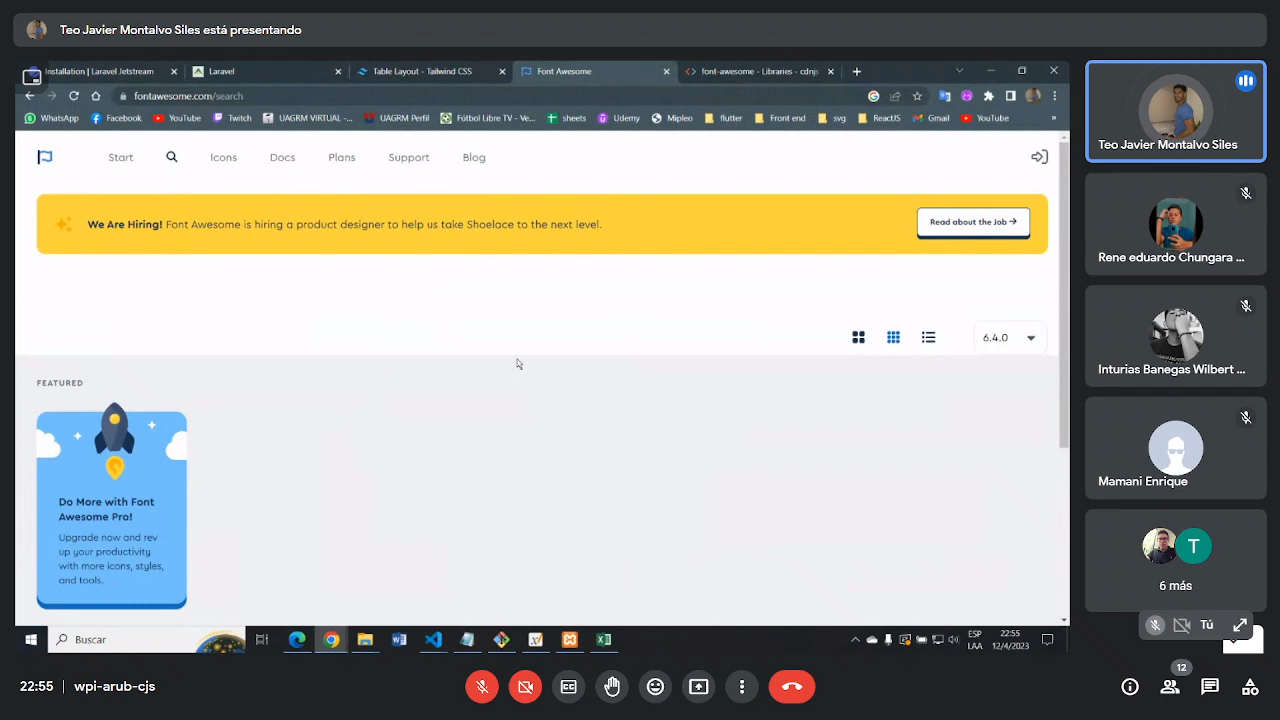 Teo Javier Montalvo Siles está presentando
Installation | Laravel Jetstream
Laravel
Table Layout - Tailwind CSS
Font Awesome
font-awesome - Libraries - cdnjs
fontawesome.com/search
WhatsApp
Facebook
YouTube
Twitch
UAGRM VIRTUAL -...
UAGRM Perfil
Fútbol Libre TV - Ve...
sheets
Udemy
Mipleo
flutter
Front end
svg
ReactJS
Gmail
YouTube
»
Start
Icons
Docs
Plans
Support
Blog
We Are Hiring! Font Awesome is hiring a product designer to help us take Shoelace to the next level.
Read about the Job
6.4.0
FEATURED
Do More with Font
Awesome Pro!
Upgrade now and rev
up your productivity
with more icons, styles,
and tools.
Buscar
ESP
LAA
22:55
12/4/2023
Teo Javier Montalvo Siles
Rene eduardo Chungara ...
Inturias Banegas Wilbert ...
Mamani Enrique
T
6 más
Tú
22:55 | wpi-arub-cjs
12